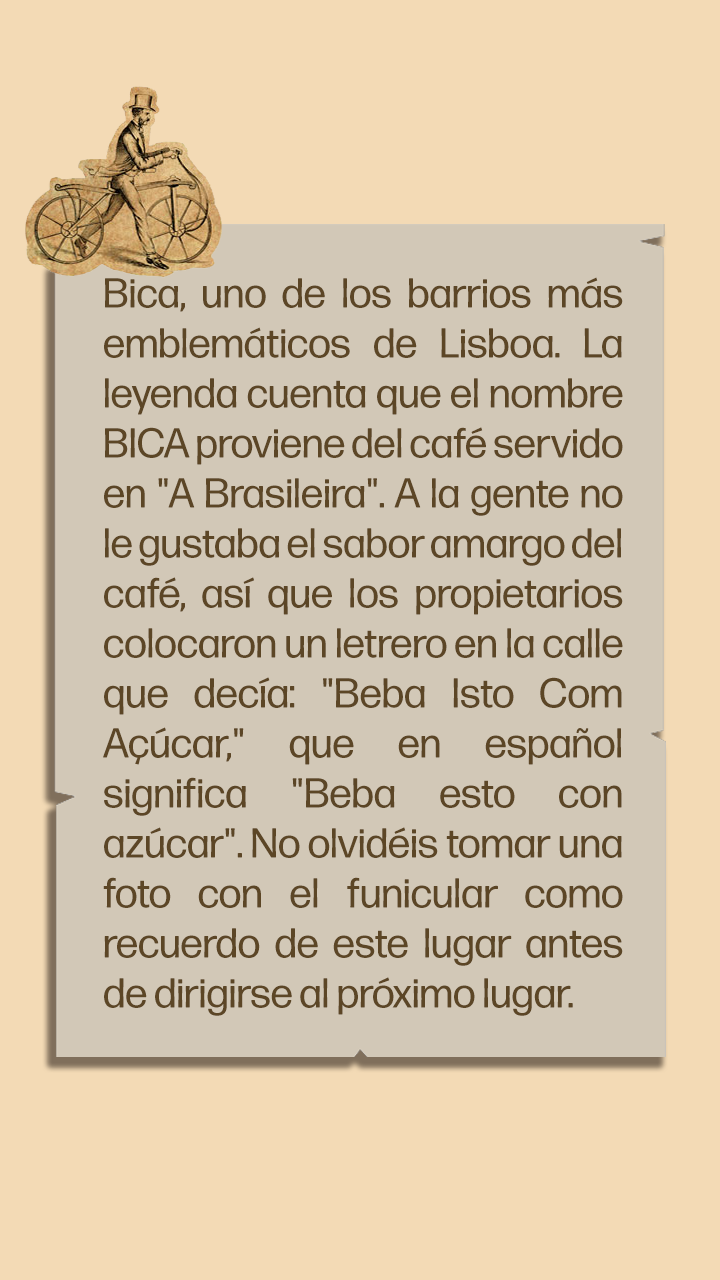 Bica, uno de los barrios más
emblemáticos de Lisboa. La
leyenda cuenta que el nombre
BICA proviene del café servido
en "A Brasileira". A la gente no
le gustaba el sabor amargo del
café, así que los propietarios
colocaron un letrero en la calle
que decía: "Beba Isto Com
Açúcar," que en español
significa "Beba esto con
azúcar". No olvidéis tomar una
foto con el funicular como
recuerdo de este lugar antes
de dirigirse al próximo lugar.